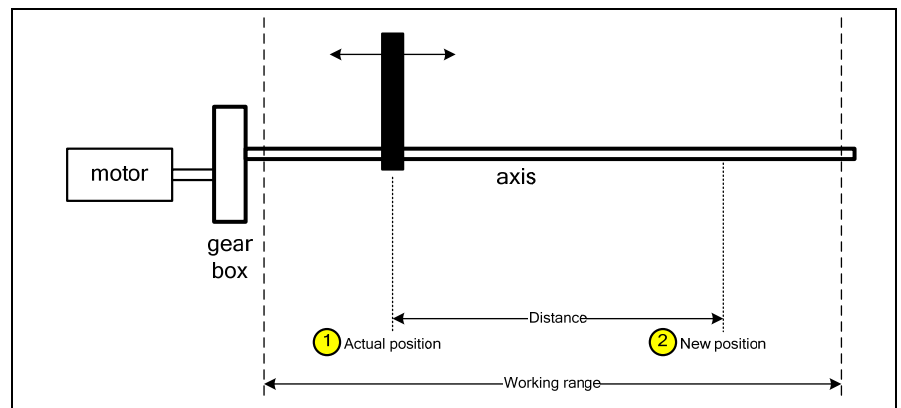 motor
axis
gear
box
Distance
1 Actual position
2 New position
Working range